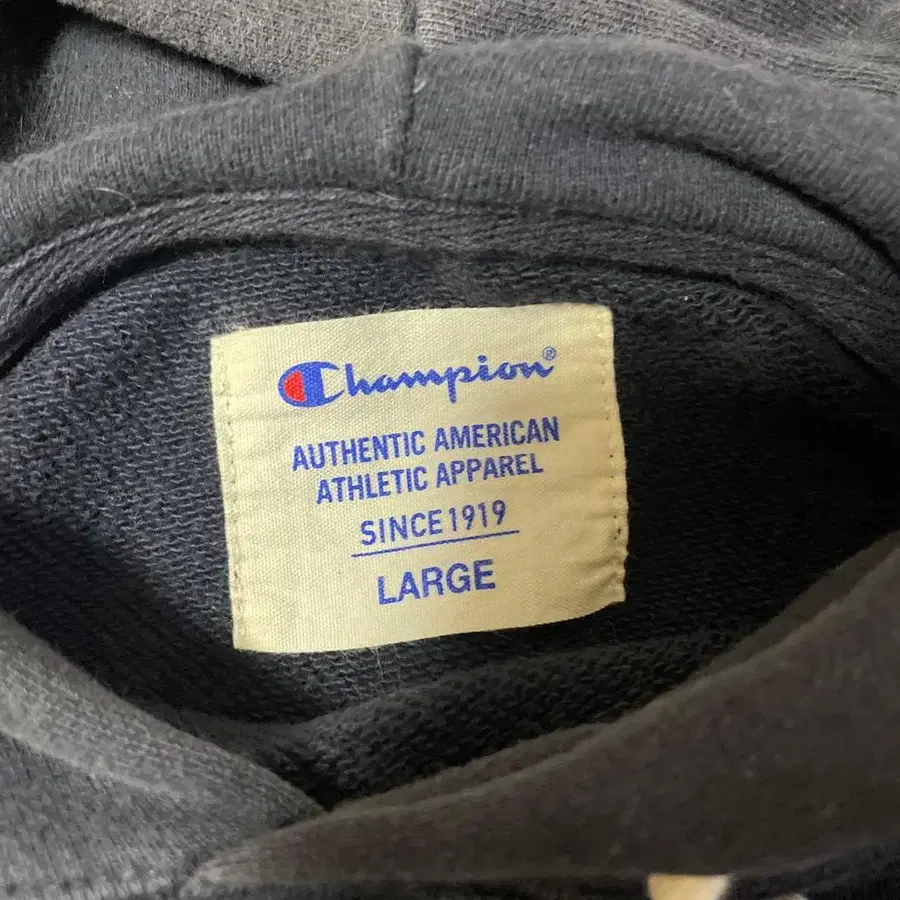 Champion®
AUTHENTIC AMERICAN
ATHLETIC APPAREL
SINCE 1919
LARGE